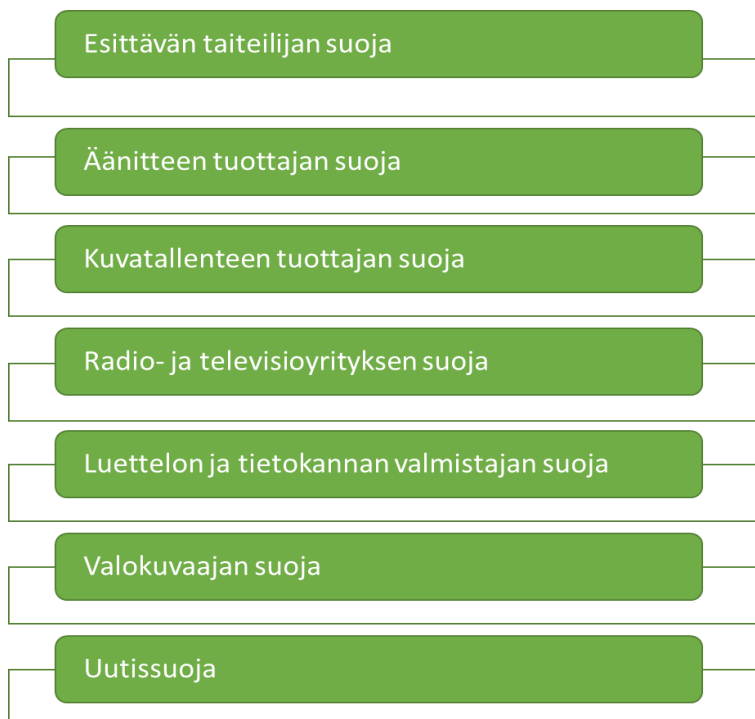 Esittävän taiteilijan suoja
Äänitteen tuottajan suoja
Kuvatallenteen tuottajan suoja
Radio- ja televisioyrityksen suoja
Luettelon ja tietokannan valmistajan suoja
Valokuvaajan suoja
Uutissuoja